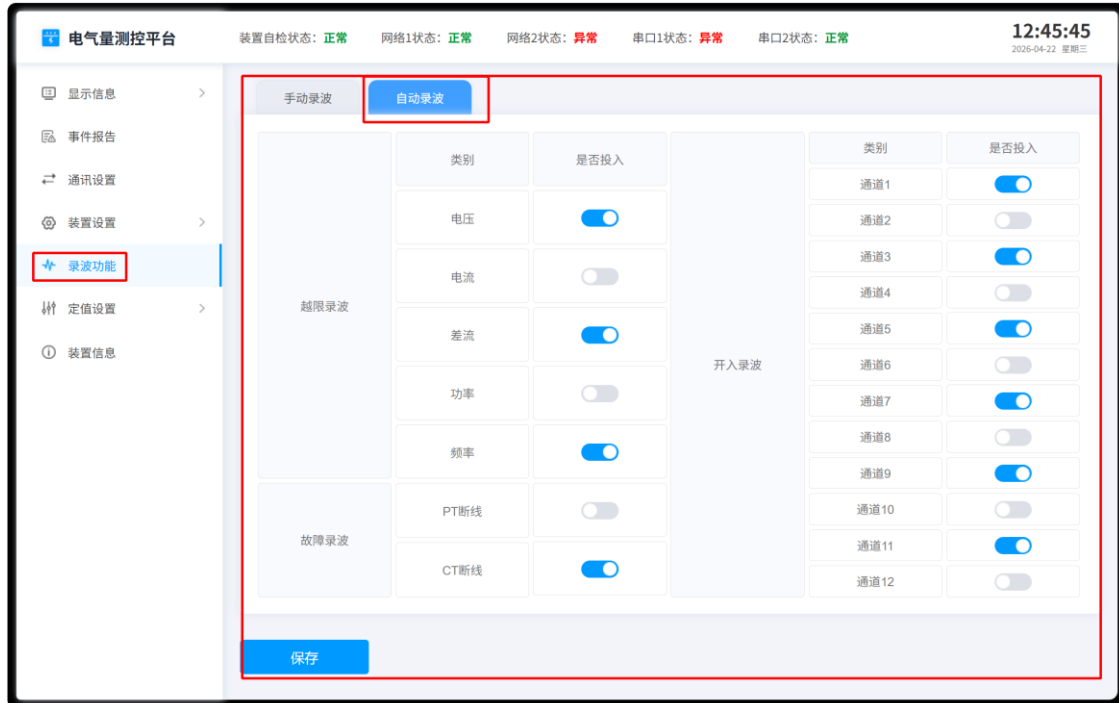 电气量测控平台
装置自检状态：正常 网络1状态：正常 网络2状态：异常 串口1状态：异常 串口2状态：正常
12:45:45
2026-04-22 星期三
显示信息
事件报告
通讯设置
装置设置
录波功能
定值设置
装置信息
手动录波 自动录波
越限录波
类别 是否投入
电压
电流
差流
功率
频率
故障录波
PT断线
CT断线
开入录波
类别 是否投入
通道1
通道2
通道3
通道4
通道5
通道6
通道7
通道8
通道9
通道10
通道11
通道12
保存